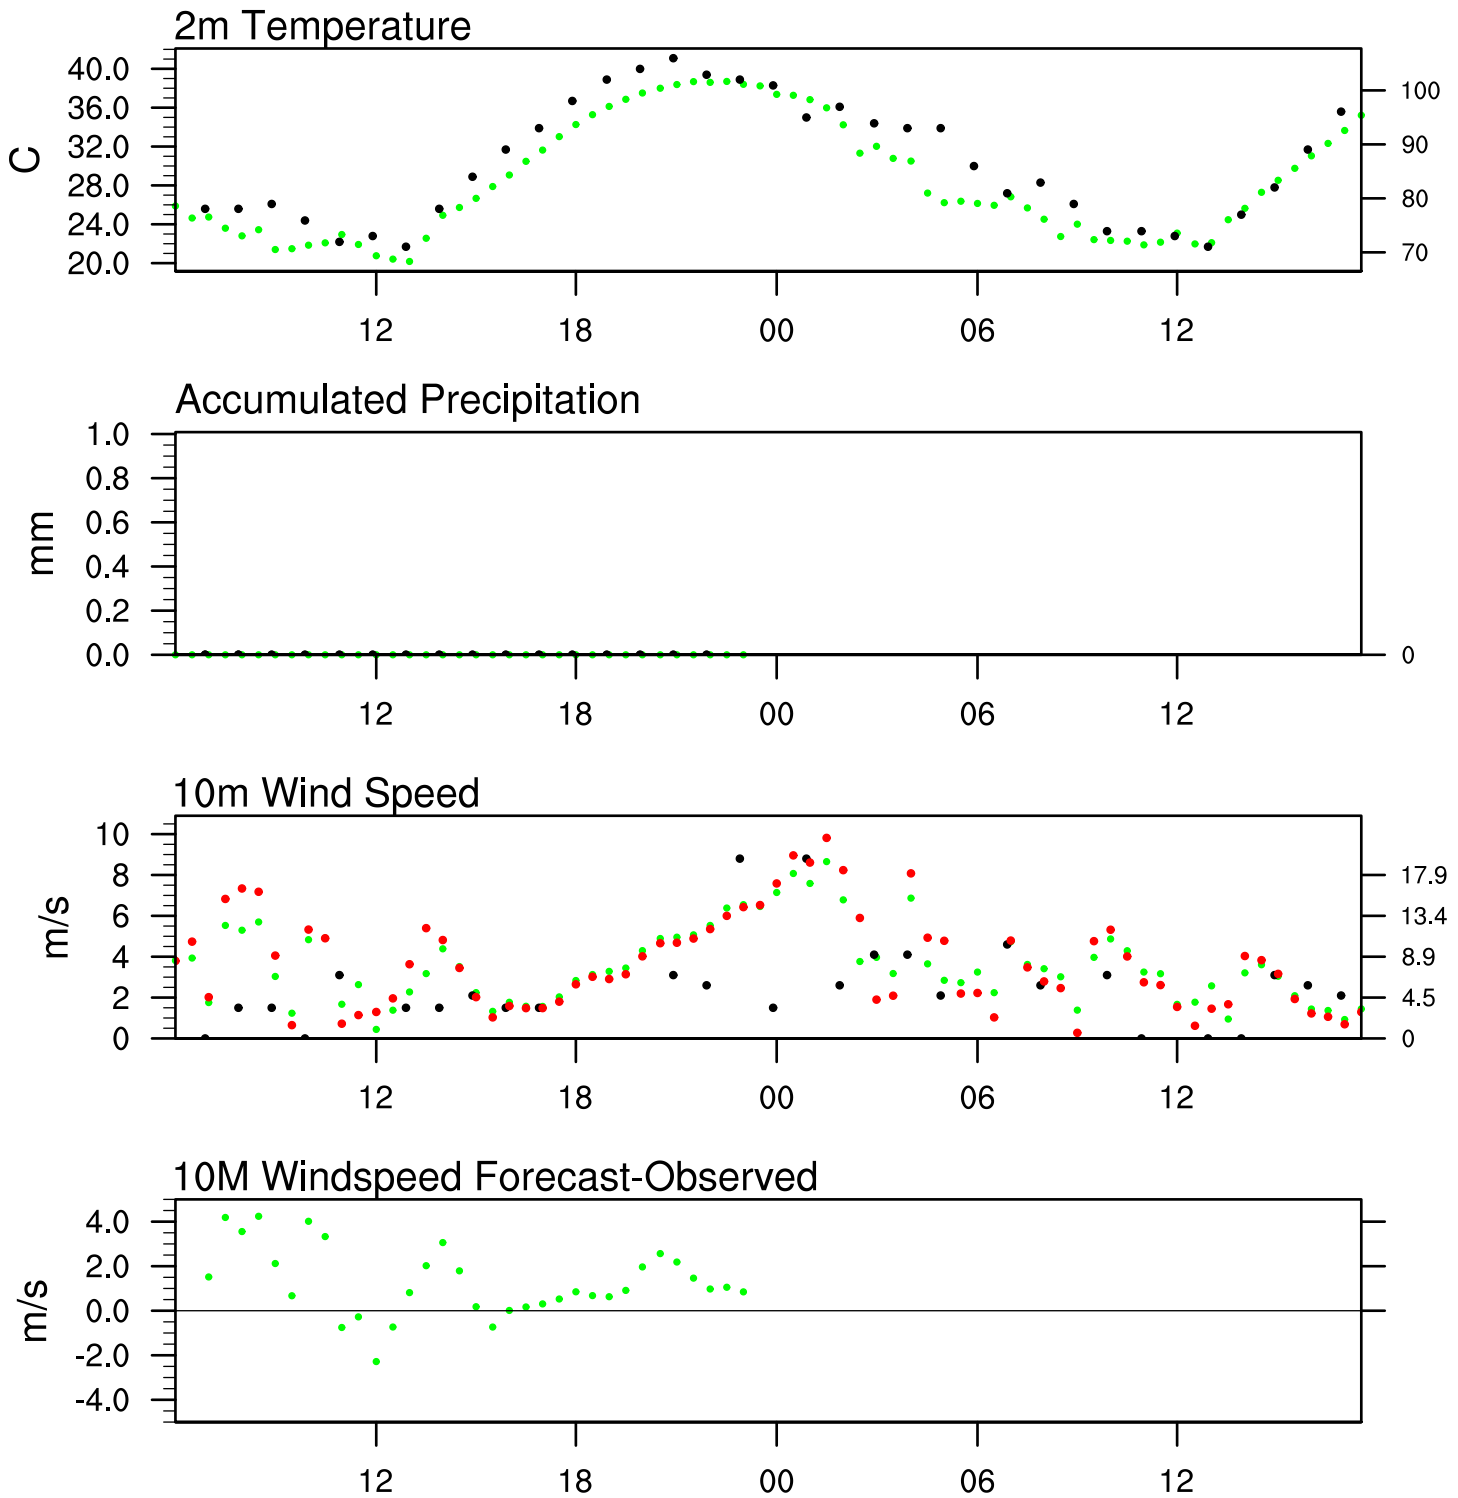 2m Temperature
40.0
36.0
32.0
28.0
24.0
20.0
C
100
90
80
70
12 18 00 06 12
Accumulated Precipitation
1.0
0.8
0.6
0.4
0.2
0.0
mm
0
12 18 00 06 12
10m Wind Speed
10
8
6
4
2
0
m/s
17.9
13.4
8.9
4.5
0
12 18 00 06 12
10M Windspeed Forecast-Observed
4.0
2.0
0.0
-2.0
-4.0
m/s
12 18 00 06 12